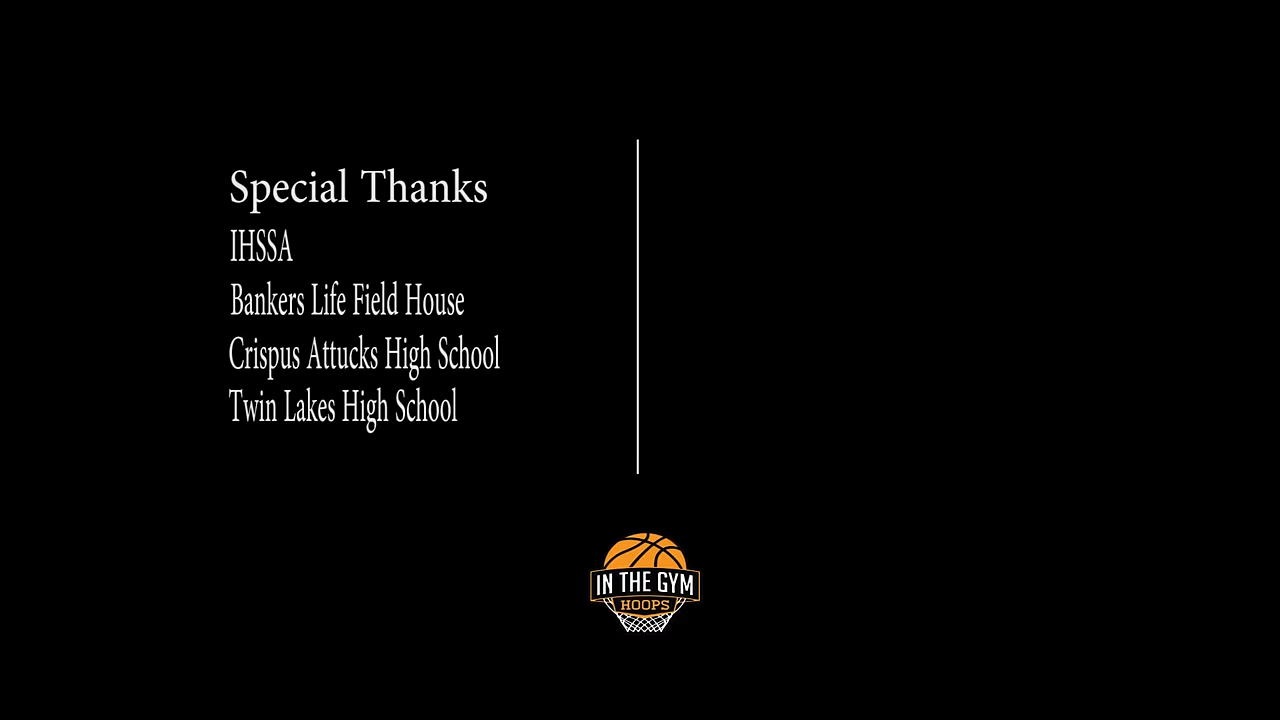 Special Thanks
IHSSA
Bankers Life Field House
Crispus Attucks High School
Twin Lakes High School
IN THE GYM
HOOPS